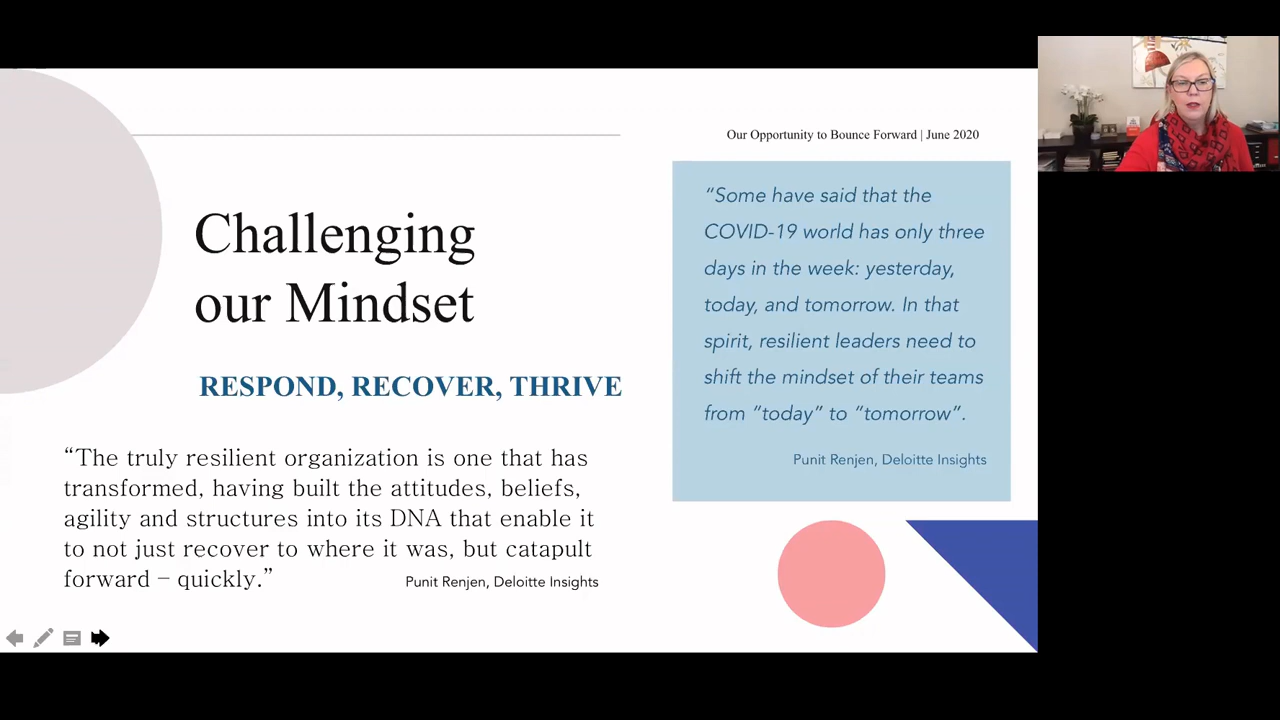 Our Opportunity to Bounce Forward | June 2020
Challenging
our Mindset
RESPOND, RECOVER, THRIVE
“The truly resilient organization is one that has
transformed, having built the attitudes, beliefs,
agility and structures into its DNA that enable it
to not just recover to where it was, but catapult
forward – quickly.”
Punit Renjen, Deloitte Insights
“Some have said that the
COVID-19 world has only three
days in the week: yesterday,
today, and tomorrow. In that
spirit, resilient leaders need to
shift the mindset of their teams
from “today” to “tomorrow“.
Punit Renjen, Deloitte Insights